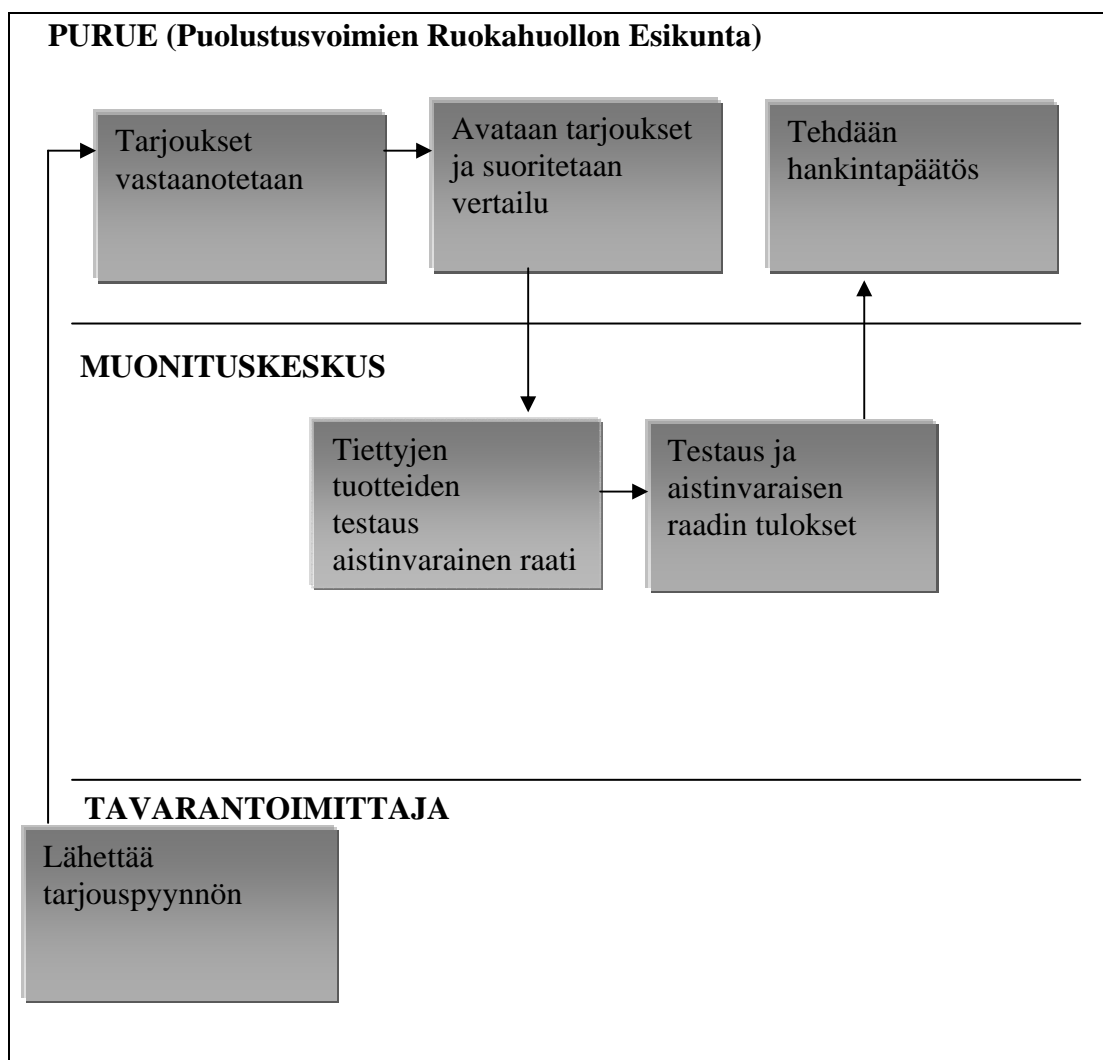 PURUE (Puolustusvoimien Ruokahuollon Esikunta)
Tarjoukset
vastaanotetaan
Avataan tarjoukset
ja suoritetaan
vertailu
Tehdään
hankintapäätös
MUONITUSKESKUS
Tiettyjen
tuotteiden
testaus
aistinvarainen raati
Testaus ja
aistinvaraisen
raadin tulokset
TAVARANTOIMITTAJA
Lähettää
tarjouspyynnön